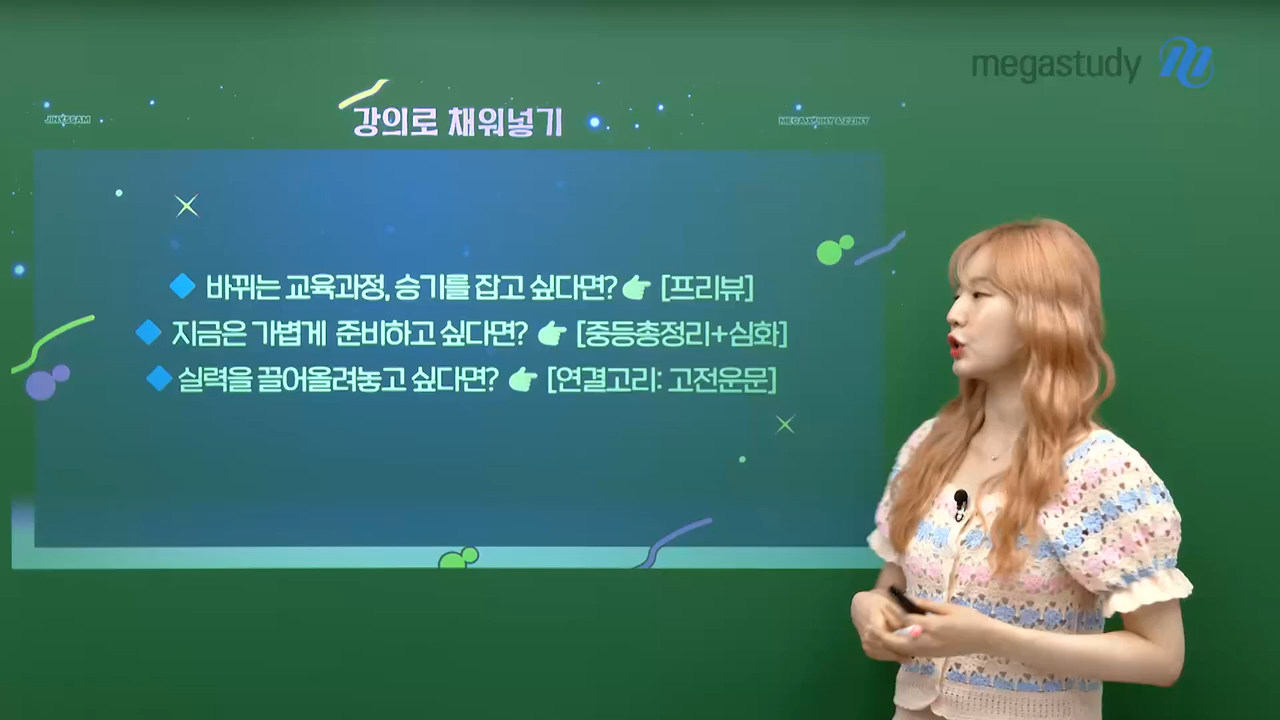 megastudy
JINYSSAM
강의로 채워넣기
바뀌는 교육과정, 승기를 잡고 싶다면? [프리뷰]
지금은 가볍게 준비하고 싶다면? [중등총정리+심화]
실력을 끌어올려놓고 싶다면? [연결고리: 고전운문]